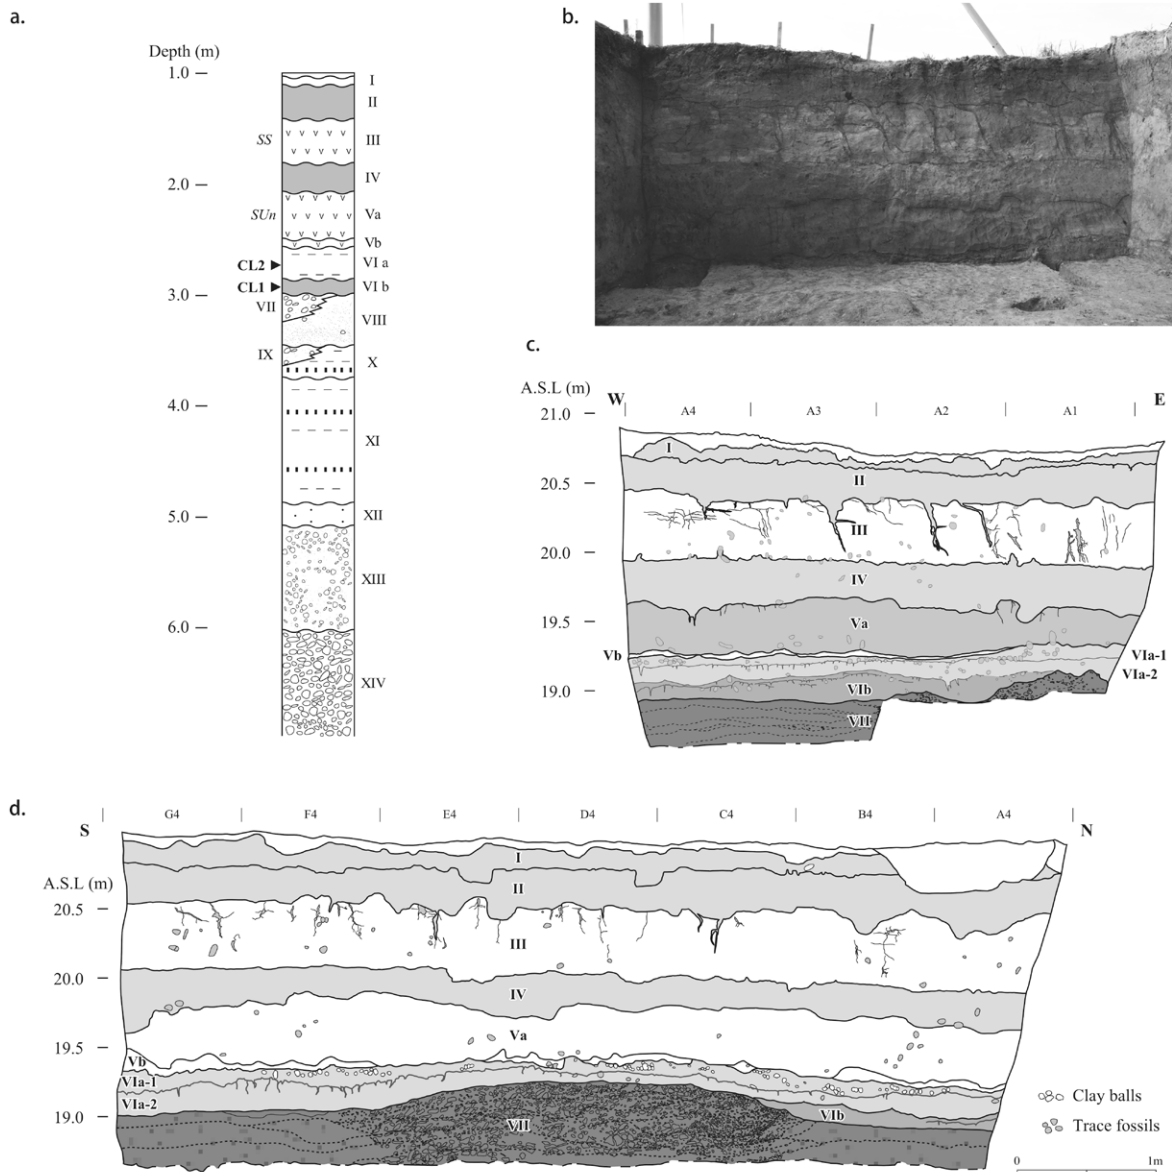 a.
Depth (m)
1.0
I
II
SS
III
IV
2.0
SUn
Va
Vb
CL2
VI a
CL1
VI b
3.0
VII
VIII
IX
X
4.0
XI
5.0
XII
XIII
6.0
XIV
b.
c.
A.S.L (m)
W
E
A4
A3
A2
A1
21.0
I
II
20.5
III
20.0
IV
19.5
Va
Vb
VIa-1
VIa-2
19.0
VIb
VII
d.
G4
F4
E4
D4
C4
B4
A4
S
N
I
A.S.L (m)
II
20.5
III
20.0
IV
Va
19.5
Vb
VIa-1
VIa-2
19.0
VIb
VII
Clay balls
Trace fossils
0
1m